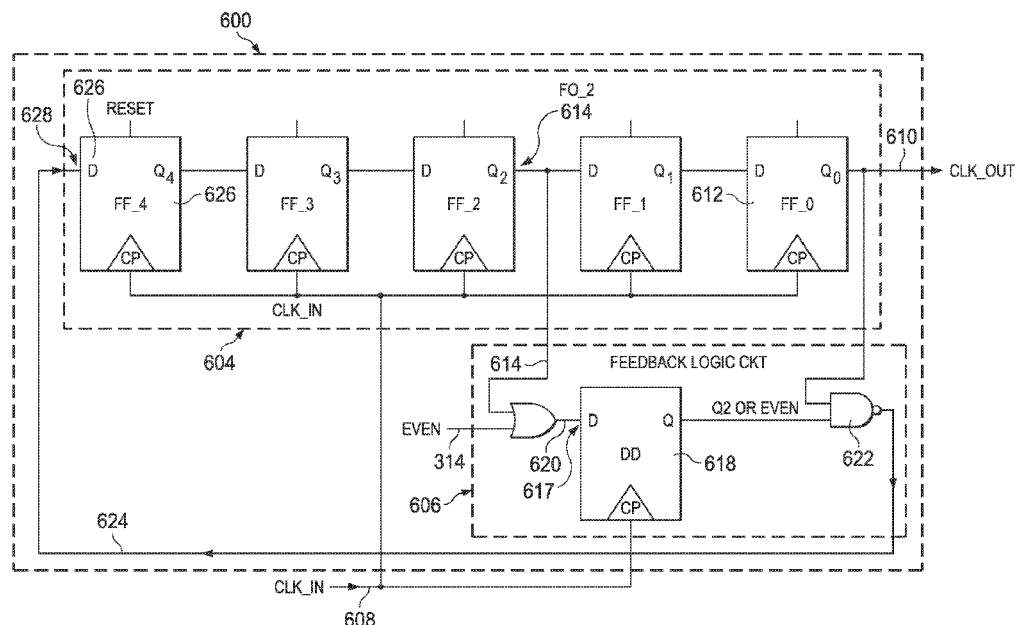 600
626
RESET
FO_2
614
628
610
D Q4 D Q3 D Q2 D Q1 D Q0
CLK_OUT
626
612
FF_4 FF_3 FF_2 FF_1 FF_0
CP CP CP CP CP
CLK_IN
604
614
FEEDBACK LOGIC CKT
Q2 OR EVEN
EVEN
D Q
314
620
DD
618
622
617
606
CP
624
CLK_IN
608